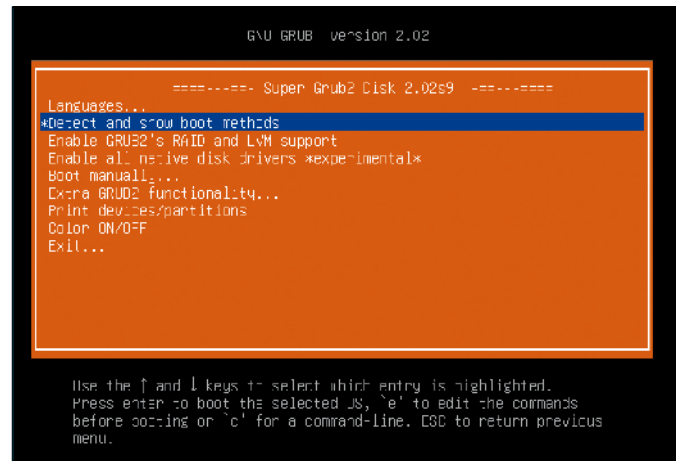 GNU GRUB version 2.02
====---==- Super Grub2 Disk 2.02s9 -==---====
Languages...
*Detect and show boot methods
Enable GRUB2's RAID and LVM support
Enable all native disk drivers *experimental*
Boot manually...
Extra GRUB2 functionality...
Print devices/partitions
Color ON/OFF
Exit...
Use the ↑ and ↓ keys to select which entry is highlighted.
Press enter to boot the selected OS, `e' to edit the commands
before booting or `c' for a command-line. ESC to return previous
menu.